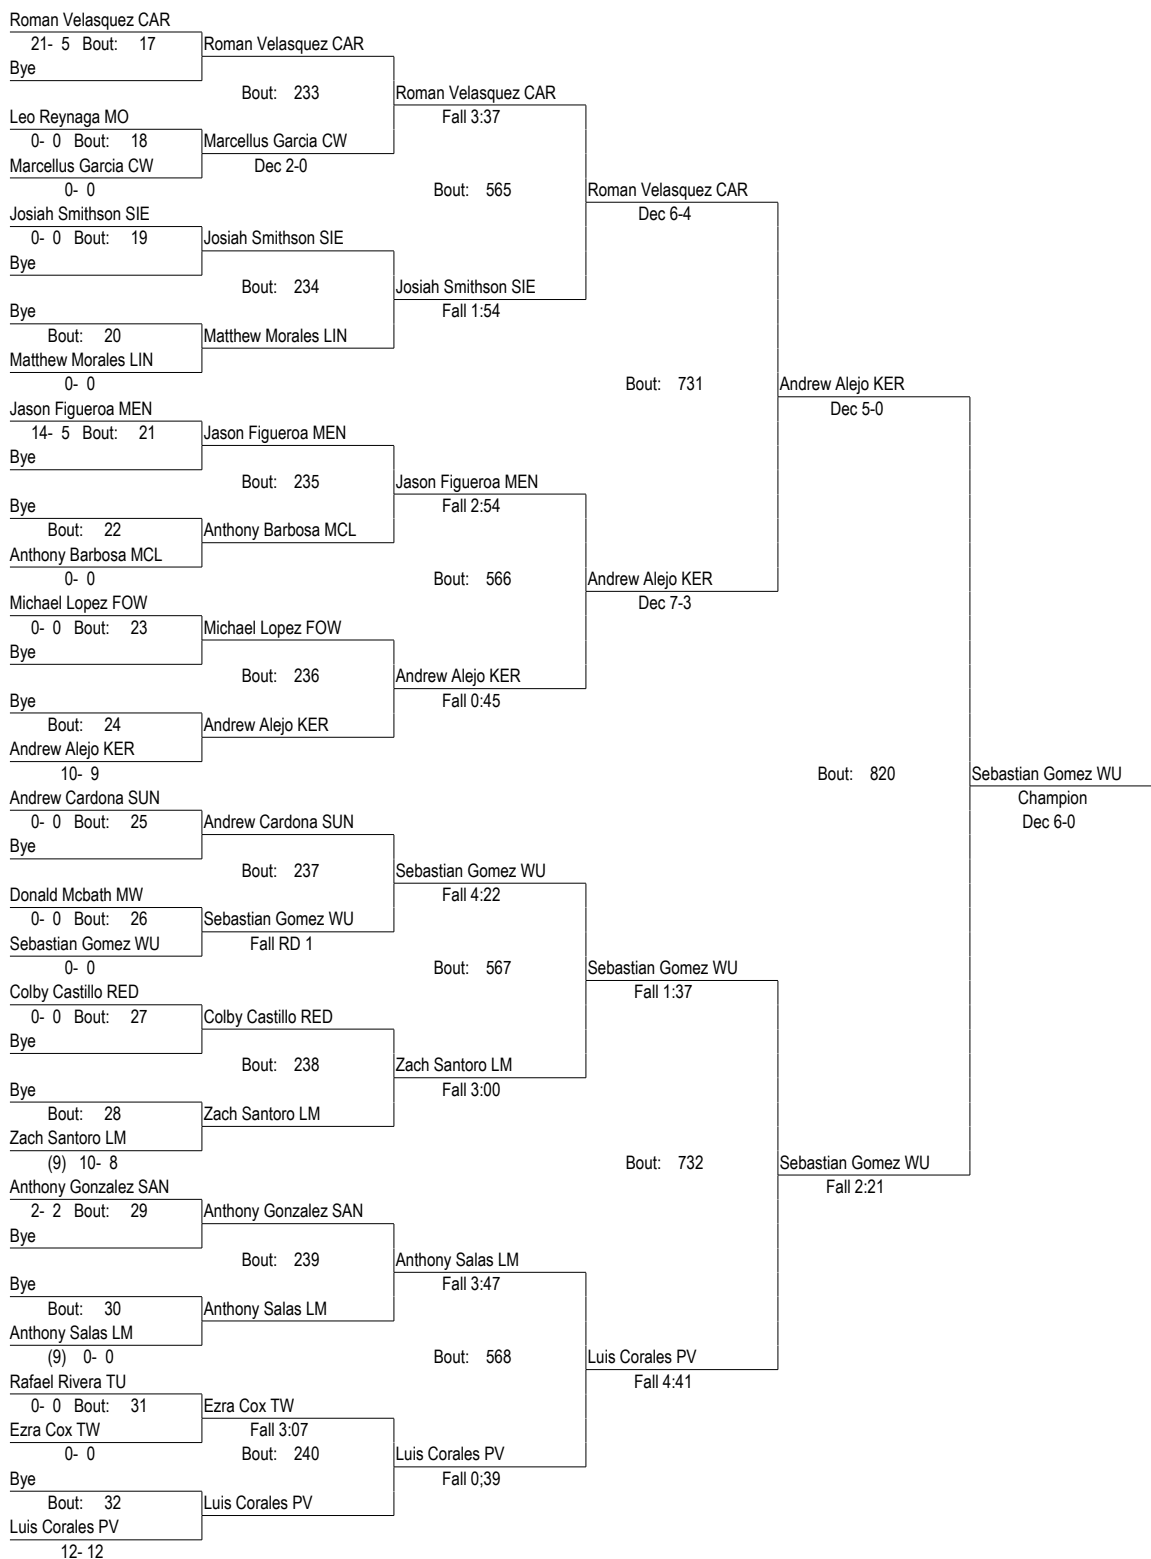 Roman Velasquez CAR
21- 5 Bout: 17 Roman Velasquez CAR
Bye
Bout: 233 Roman Velasquez CAR
Leo Reynaga MO Fall 3:37
0- 0 Bout: 18 Marcellus Garcia CW
Marcellus Garcia CW Dec 2-0
0- 0 Bout: 565 Roman Velasquez CAR
Josiah Smithson SIE Dec 6-4
0- 0 Bout: 19 Josiah Smithson SIE
Bye
Bout: 234 Josiah Smithson SIE
Bye Fall 1:54
Bout: 20 Matthew Morales LIN
Matthew Morales LIN
0- 0 Bout: 731 Andrew Alejo KER
Jason Figueroa MEN Dec 5-0
14- 5 Bout: 21 Jason Figueroa MEN
Bye
Bout: 235 Jason Figueroa MEN
Bye Fall 2:54
Bout: 22 Anthony Barbosa MCL
Anthony Barbosa MCL
0- 0 Bout: 566 Andrew Alejo KER
Michael Lopez FOW Dec 7-3
0- 0 Bout: 23 Michael Lopez FOW
Bye
Bout: 236 Andrew Alejo KER
Bye Fall 0:45
Bout: 24 Andrew Alejo KER
Andrew Alejo KER
10- 9 Bout: 820 Sebastian Gomez WU
Andrew Cardona SUN Champion
0- 0 Bout: 25 Andrew Cardona SUN Dec 6-0
Bye
Bout: 237 Sebastian Gomez WU
Donald Mcbath MW Fall 4:22
0- 0 Bout: 26 Sebastian Gomez WU
Sebastian Gomez WU Fall RD 1
0- 0 Bout: 567 Sebastian Gomez WU
Colby Castillo RED Fall 1:37
0- 0 Bout: 27 Colby Castillo RED
Bye
Bout: 238 Zach Santoro LM
Bye Fall 3:00
Bout: 28 Zach Santoro LM
Zach Santoro LM
(9) 10- 8 Bout: 732 Sebastian Gomez WU
Anthony Gonzalez SAN Fall 2:21
2- 2 Bout: 29 Anthony Gonzalez SAN
Bye
Bout: 239 Anthony Salas LM
Bye Fall 3:47
Bout: 30 Anthony Salas LM
Anthony Salas LM
(9) 0- 0 Bout: 568 Luis Corales PV
Rafael Rivera TU Fall 4:41
0- 0 Bout: 31 Ezra Cox TW
Ezra Cox TW Fall 3:07
0- 0 Bout: 240 Luis Corales PV
Bye Fall 0;39
Bout: 32 Luis Corales PV
Luis Corales PV
12- 12